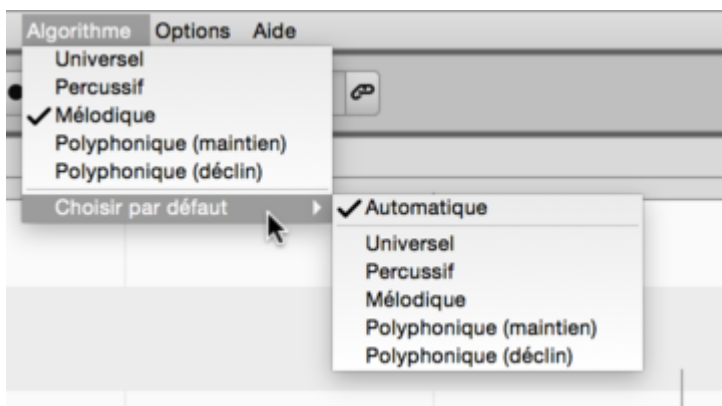 Algorithme Options Aide
Universel
Percussif
Mélodique
Polyphonique (maintien)
Polyphonique (déclin)
Choisir par défaut
Automatique
Universel
Percussif
Mélodique
Polyphonique (maintien)
Polyphonique (déclin)